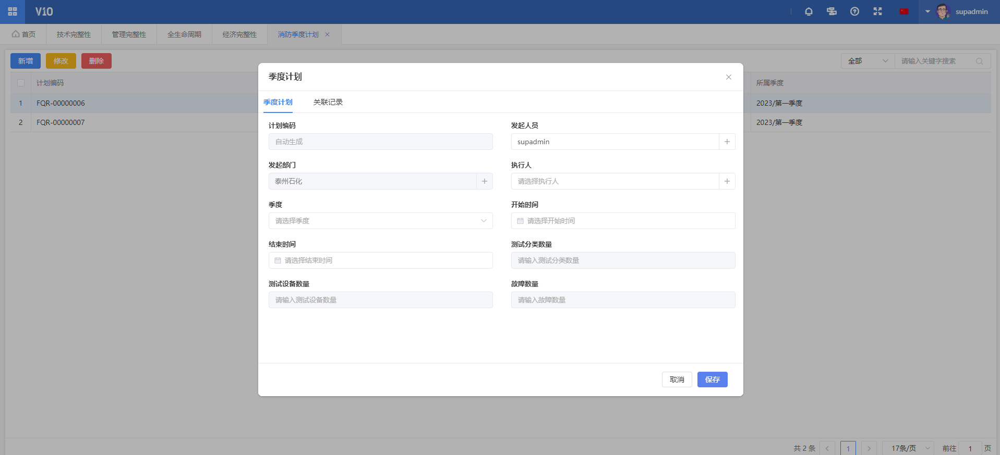 V10
supadmin
首页
技术完整性
管理完整性
全生命周期
经济完整性
消防季度计划
新增
修改
删除
全部
请输入关键字搜索
计划编码
所属季度
1
FQR-00000006
2023/第一季度
2
FQR-00000007
2023/第一季度
季度计划
季度计划
关联记录
计划编码
发起人员
自动生成
supadmin
发起部门
执行人
泰州石化
请选择执行人
季度
开始时间
请选择季度
请选择开始时间
结束时间
测试分类数量
请选择结束时间
请输入测试分类数量
测试设备数量
故障数量
请输入测试设备数量
请输入故障数量
取消
保存
共 2 条
1
17条/页
前往
1
页